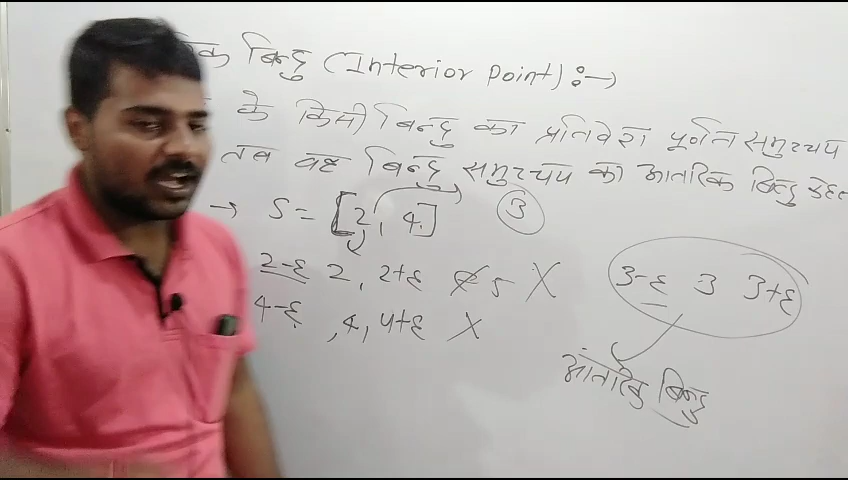 बिन्दु (Interior point) :→
के किसी बिन्दु का प्रतिवेश पूर्णत समुच्चय
तब वह बिन्दु समुच्चय का आतंरिक बिन्दु
→ S = [2, 4] 3
2-ε 2, 2+ε ∉ S X
4-ε , 4, 4+ε X
3-ε 3 3+ε
आंतरिक बिन्दु